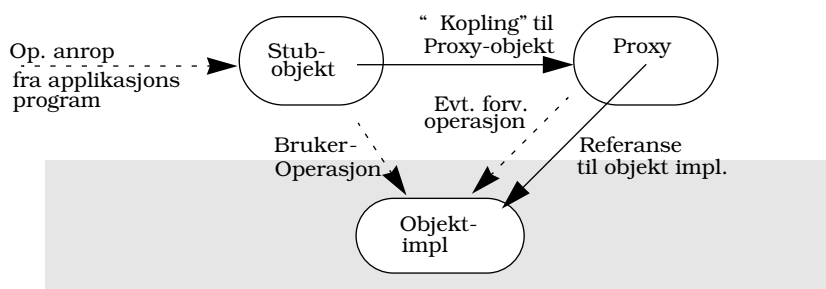 “ Kopling” til
Proxy-objekt
Op. anrop
fra applikasjons
program
Stub-
objekt
Proxy
Evt. forv.
operasjon
Bruker-
Operasjon
Referanse
til objekt impl.
Objekt-
impl